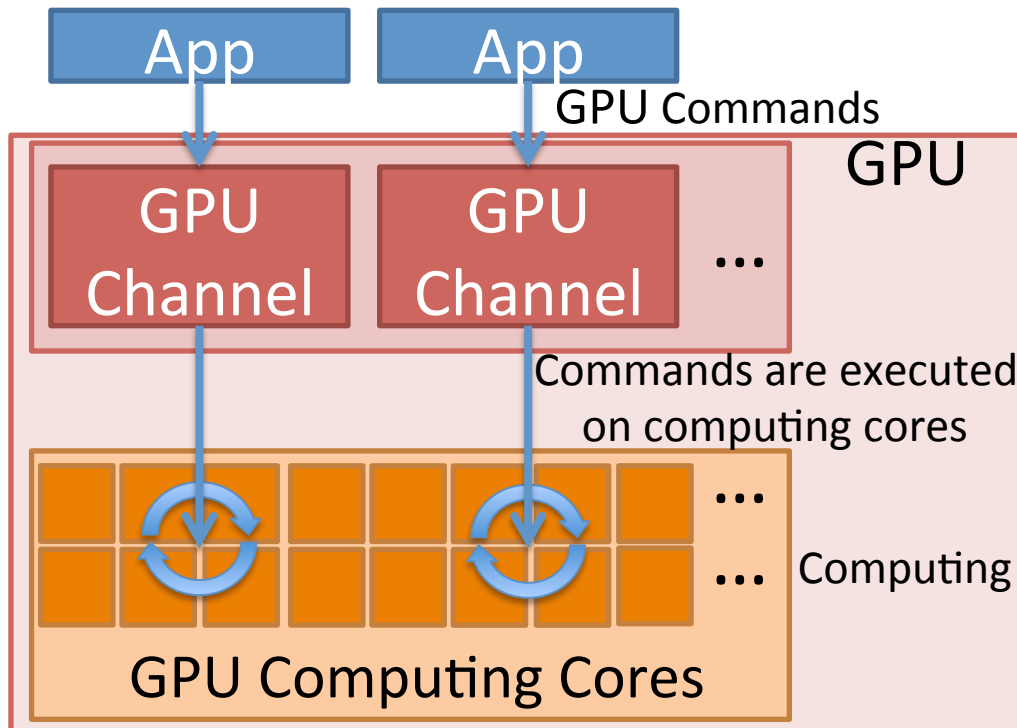 App
App
GPU Commands
GPU
GPU
Channel
GPU
Channel
...
Commands are executed
on computing cores
...
...
Computing
GPU Computing Cores